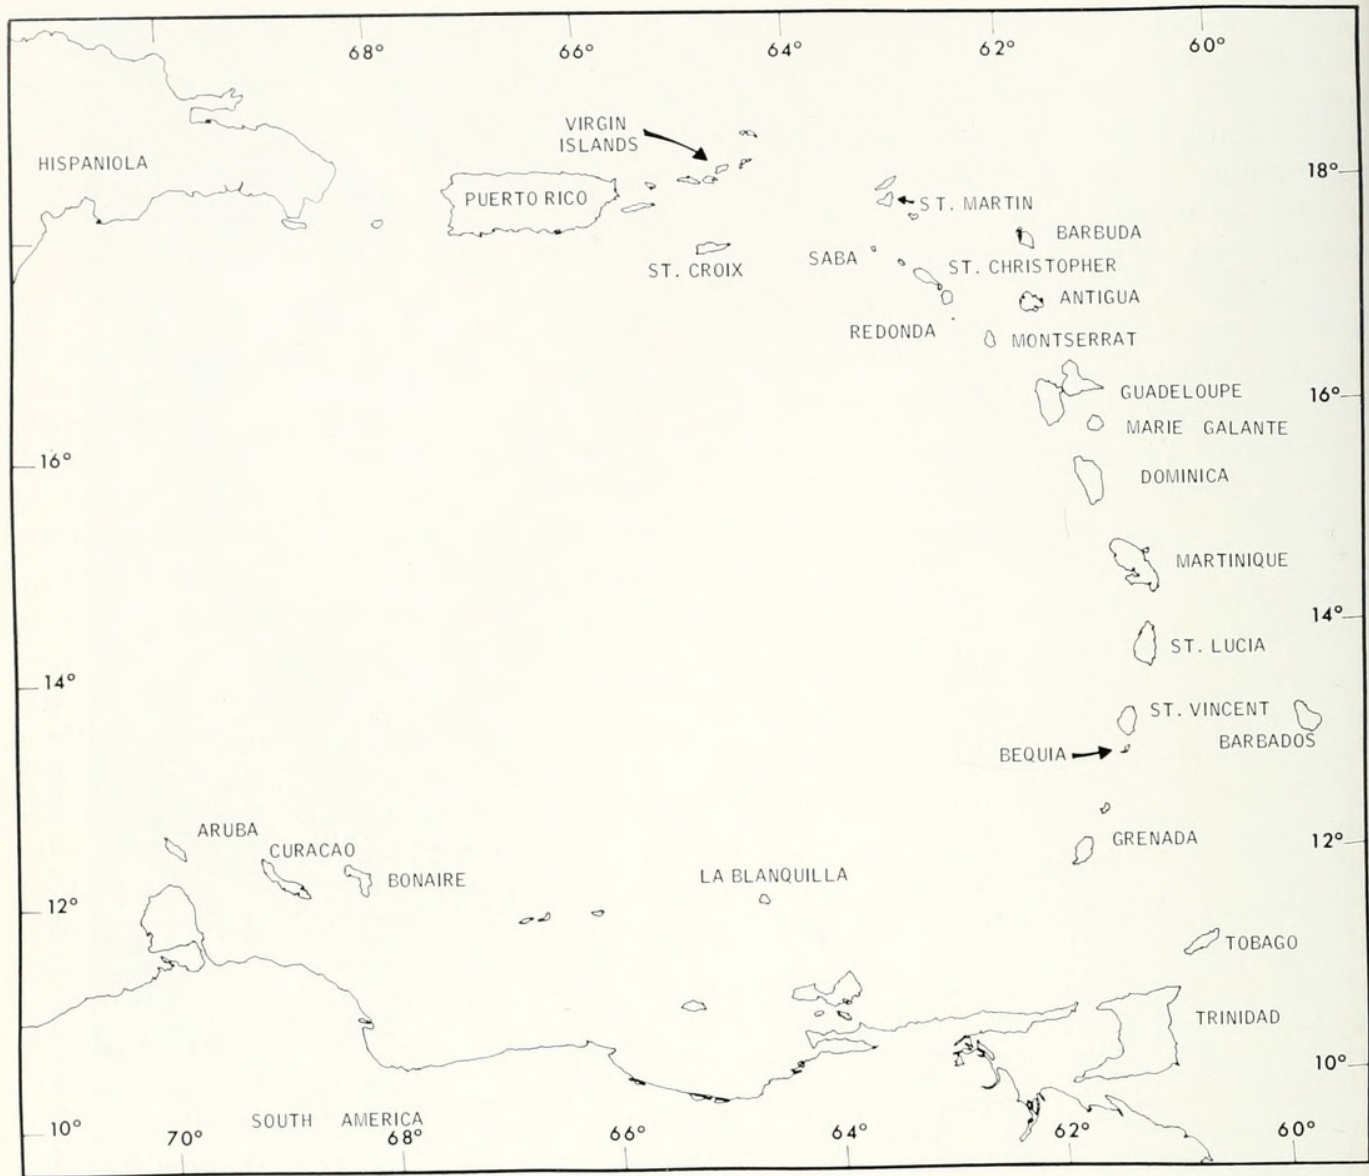 68°
66°
64°
62°
60°
VIRGIN
ISLANDS
HISPANIOLA
18°
PUERTO RICO
ST. MARTIN
BARBUDA
SABA
ST. CHRISTOPHER
ST. CROIX
ANTIGUA
REDONDA
MONTSERRAT
GUADELOUPE
16°
MARIE GALANTE
16°
DOMINICA
MARTINIQUE
14°
ST. LUCIA
14°
ST. VINCENT
BARBADOS
BEQUIA
ARUBA
GRENADA
12°
CURACAO
BONAIRE
LA BLANQUILLA
12°
TOBAGO
TRINIDAD
10°
SOUTH AMERICA
10°
70°
68°
66°
64°
62°
60°